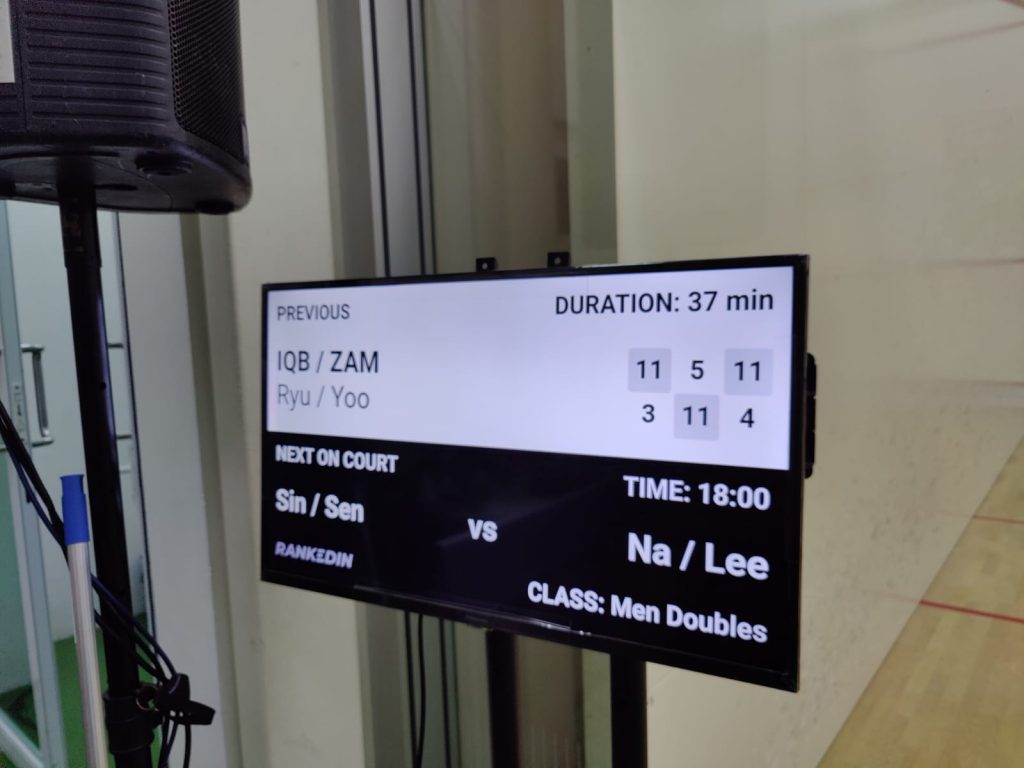 PREVIOUS
DURATION: 37 min
IQB / ZAM 11 5 11
Ryu / Yoo 3 11 4
NEXT ON COURT
TIME: 18:00
Sin / Sen vs Na / Lee
RANKEDIN
CLASS: Men Doubles